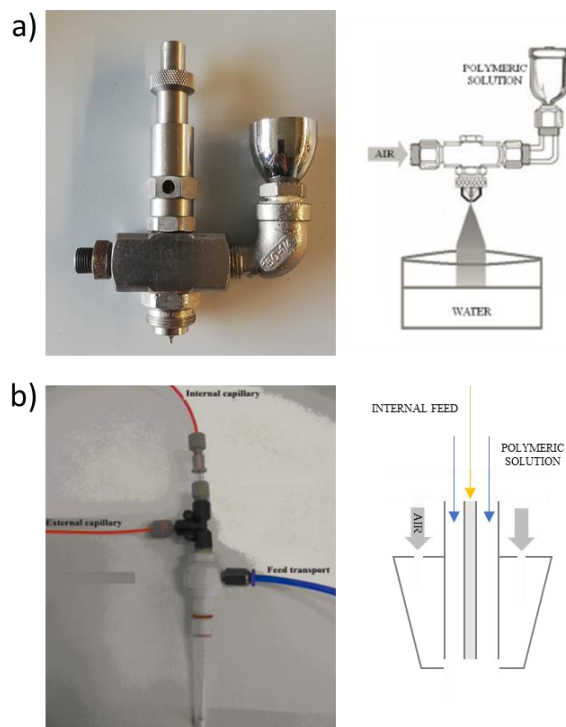 a)
POLYMERIC
SOLUTION
AIR
WATER
b)
Internal capillary
External capillary
Feed transport
INTERNAL FEED
POLYMERIC
SOLUTION
AIR